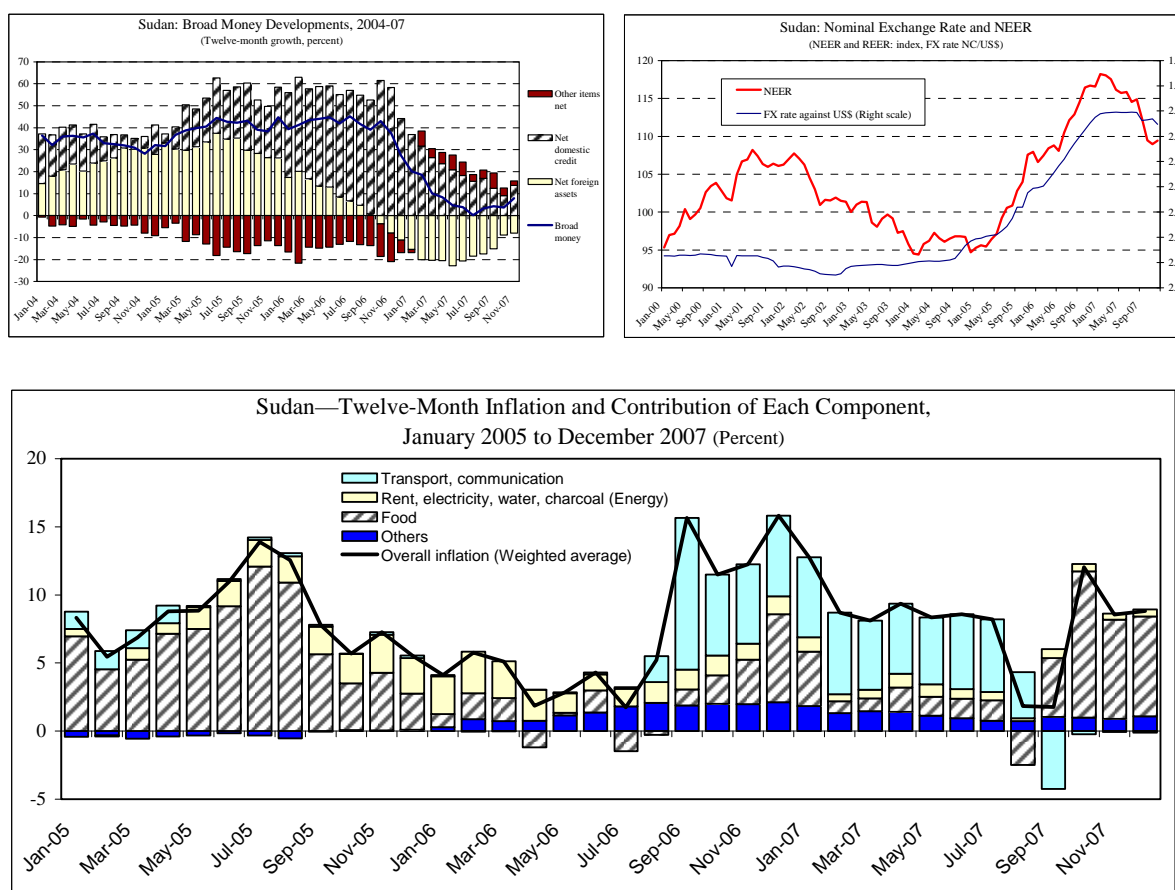 Sudan: Broad Money Developments, 2004-07
(Twelve-month growth, percent)
70
60
50
40
30
20
10
0
-10
-20
-30
Jan-04
Mar-04
May-04
Jul-04
Sep-04
Nov-04
Jan-05
Mar-05
May-05
Jul-05
Sep-05
Nov-05
Jan-06
Mar-06
May-06
Jul-06
Sep-06
Nov-06
Jan-07
Mar-07
May-07
Jul-07
Sep-07
Nov-07
Other items
net
Net
domestic
credit
Net foreign
assets
Broad
money
Sudan: Nominal Exchange Rate and NEER
(NEER and REER: index, FX rate NC/US$)
120
115
110
105
100
95
90
NEER
FX rate against US$ (Right scale)
1.
1.
1.
1.
2.
2.
2.
2.
2.
2.
Jan-00
May-00
Sep-00
Jan-01
May-01
Sep-01
Jan-02
May-02
Sep-02
Jan-03
May-03
Sep-03
Jan-04
May-04
Sep-04
Jan-05
May-05
Sep-05
Jan-06
May-06
Sep-06
Jan-07
May-07
Sep-07
Sudan—Twelve-Month Inflation and Contribution of Each Component,
January 2005 to December 2007 (Percent)
20
15
10
5
0
-5
Transport, communication
Rent, electricity, water, charcoal (Energy)
Food
Others
Overall inflation (Weighted average)
Jan-05
Mar-05
May-05
Jul-05
Sep-05
Nov-05
Jan-06
Mar-06
May-06
Jul-06
Sep-06
Nov-06
Jan-07
Mar-07
May-07
Jul-07
Sep-07
Nov-07